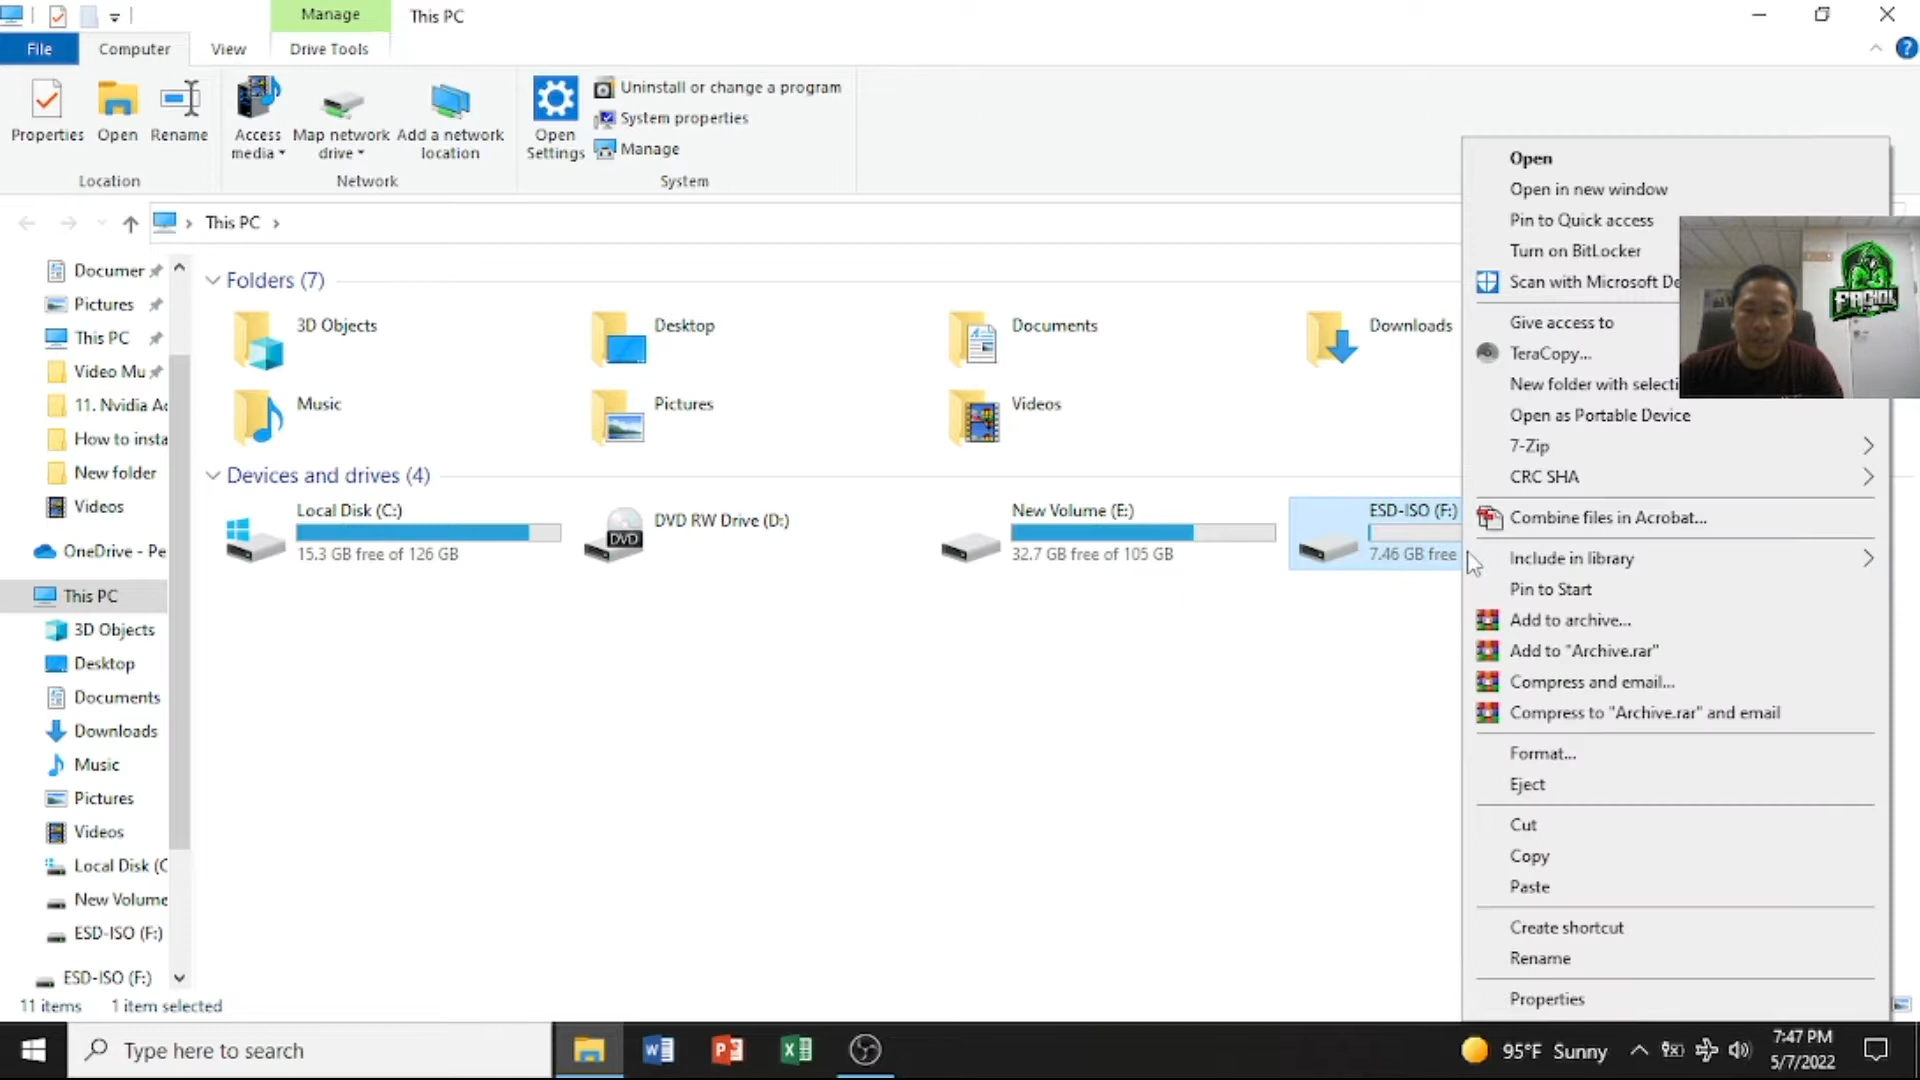 Manage
This PC
File
Computer
View
Drive Tools
Properties
Open
Rename
Access media
Map network drive
Add a network location
Open Settings
Uninstall or change a program
System properties
Manage
Location
Network
System
This PC
Documer
Pictures
This PC
Video Mu
11. Nvidia Ac
How to insta
New folder
Videos
OneDrive - Pe
This PC
3D Objects
Desktop
Documents
Downloads
Music
Pictures
Videos
Local Disk (C
New Volume
ESD-ISO (F:)
ESD-ISO (F:)
Folders (7)
3D Objects
Desktop
Documents
Downloads
Music
Pictures
Videos
Devices and drives (4)
Local Disk (C:)
15.3 GB free of 126 GB
DVD
DVD RW Drive (D:)
New Volume (E:)
32.7 GB free of 105 GB
ESD-ISO (F:)
7.46 GB free
Open
Open in new window
Pin to Quick access
Turn on BitLocker
Scan with Microsoft De
Give access to
TeraCopy...
New folder with selecti
Open as Portable Device
7-Zip
CRC SHA
Combine files in Acrobat...
Include in library
Pin to Start
Add to archive...
Add to "Archive.rar"
Compress and email...
Compress to "Archive.rar" and email
Format...
Eject
Cut
Copy
Paste
Create shortcut
Rename
Properties
11 items
1 item selected
Type here to search
95°F Sunny
7:47 PM
5/7/2022